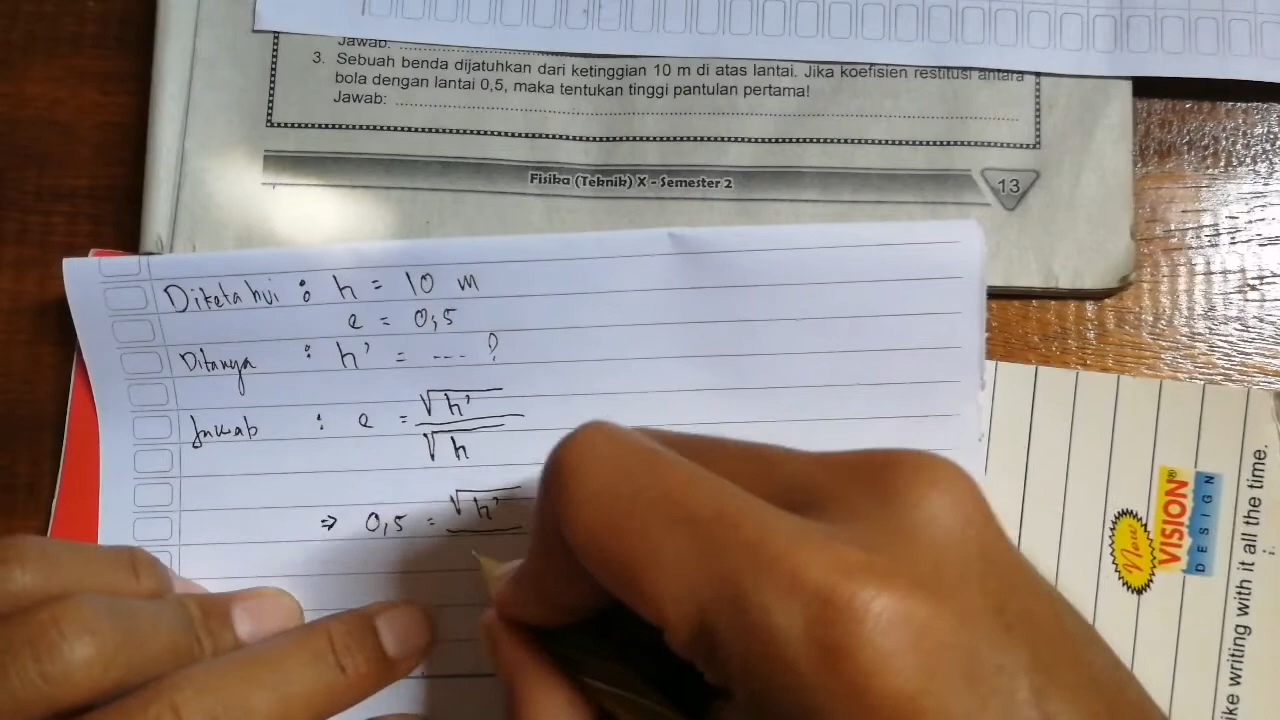 Jawab: ..........
3. Sebuah benda dijatuhkan dari ketinggian 10 m di atas lantai. Jika koefisien restitusi antara
bola dengan lantai 0,5, maka tentukan tinggi pantulan pertama!
Jawab: ..........
Fisika (Teknik) X - Semester 2
13
Diketahui : h = 10 m
e = 0,5
Ditanya : h' = --- ?
Jawab : e = √h' / √h
⇒ 0,5 = √h'
New
VISION®
DESIGN
ke writing with it all the time.